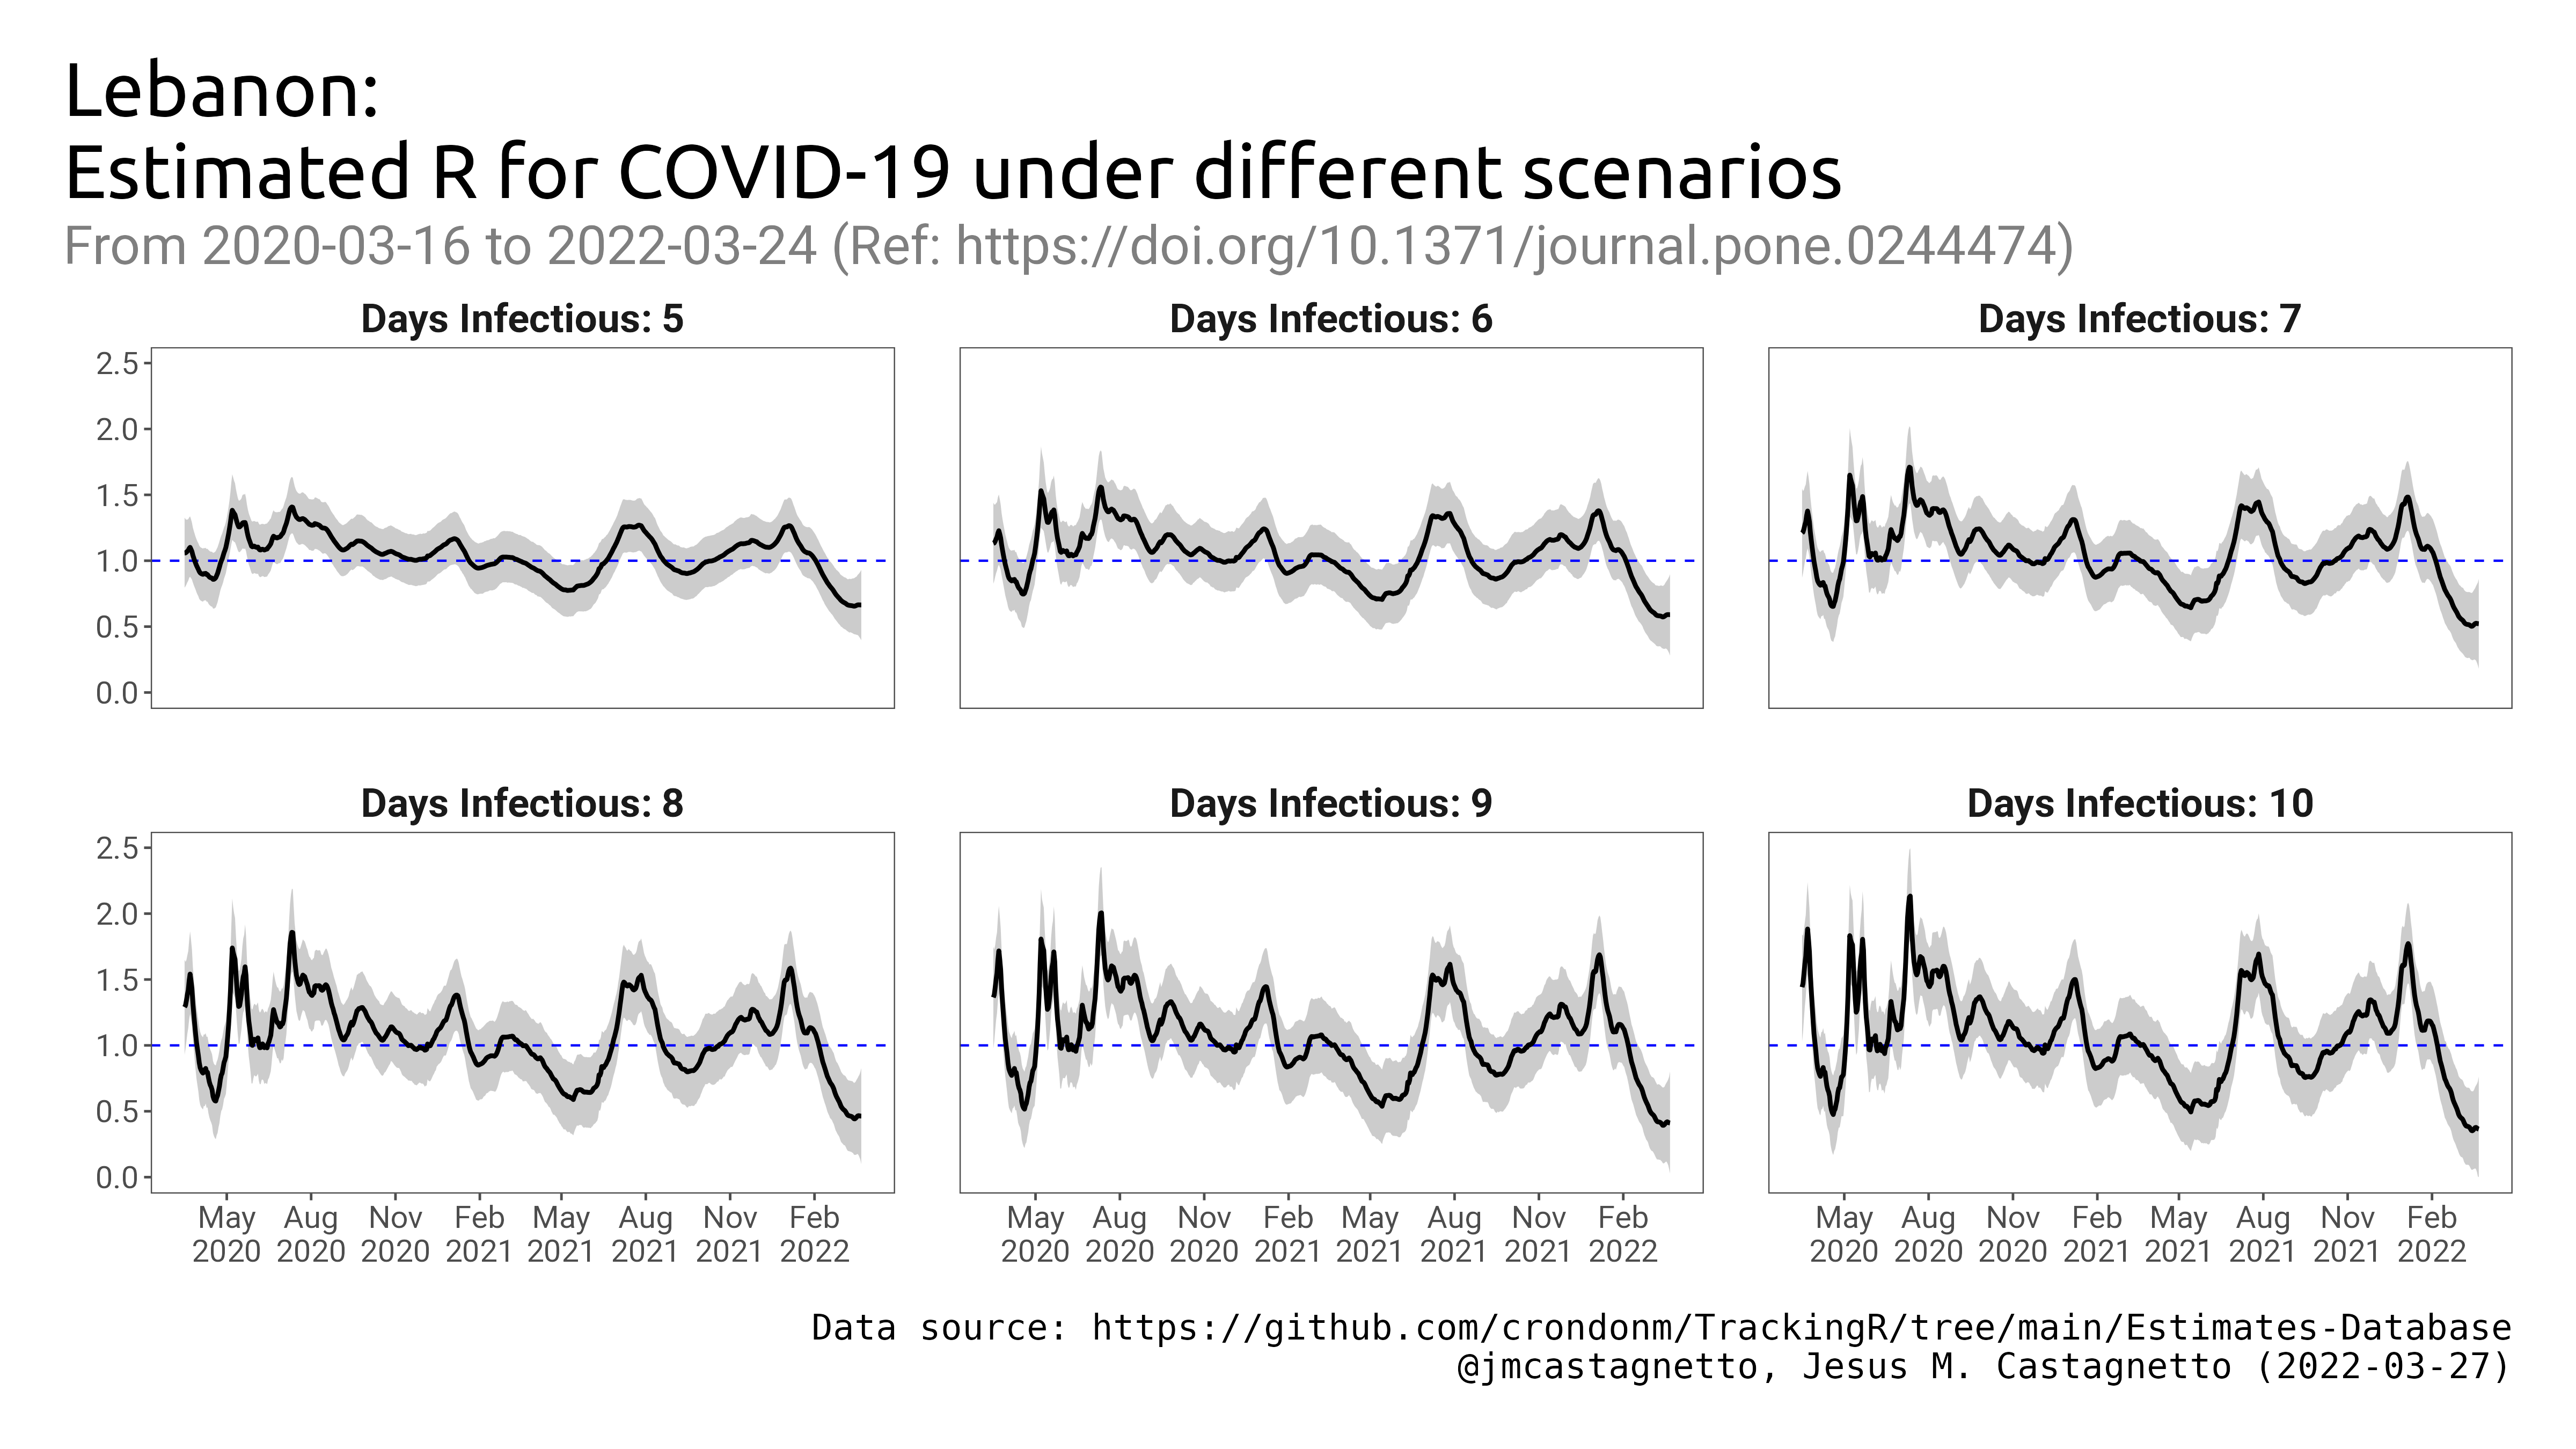 Lebanon:
Estimated R for COVID-19 under different scenarios
From 2020-03-16 to 2022-03-24 (Ref: https://doi.org/10.1371/journal.pone.0244474)
Days Infectious: 5
Days Infectious: 6
Days Infectious: 7
2.5
2.0
1.5
1.0
0.5
0.0
Days Infectious: 8
Days Infectious: 9
Days Infectious: 10
2.5
2.0
1.5
1.0
0.5
0.0
May Aug Nov Feb May Aug Nov Feb
2020 2020 2020 2021 2021 2021 2021 2022
May Aug Nov Feb May Aug Nov Feb
2020 2020 2020 2021 2021 2021 2021 2022
May Aug Nov Feb May Aug Nov Feb
2020 2020 2020 2021 2021 2021 2021 2022
Data source: https://github.com/crondonm/TrackingR/tree/main/Estimates-Database
@jmcastagnetto, Jesus M. Castagnetto (2022-03-27)